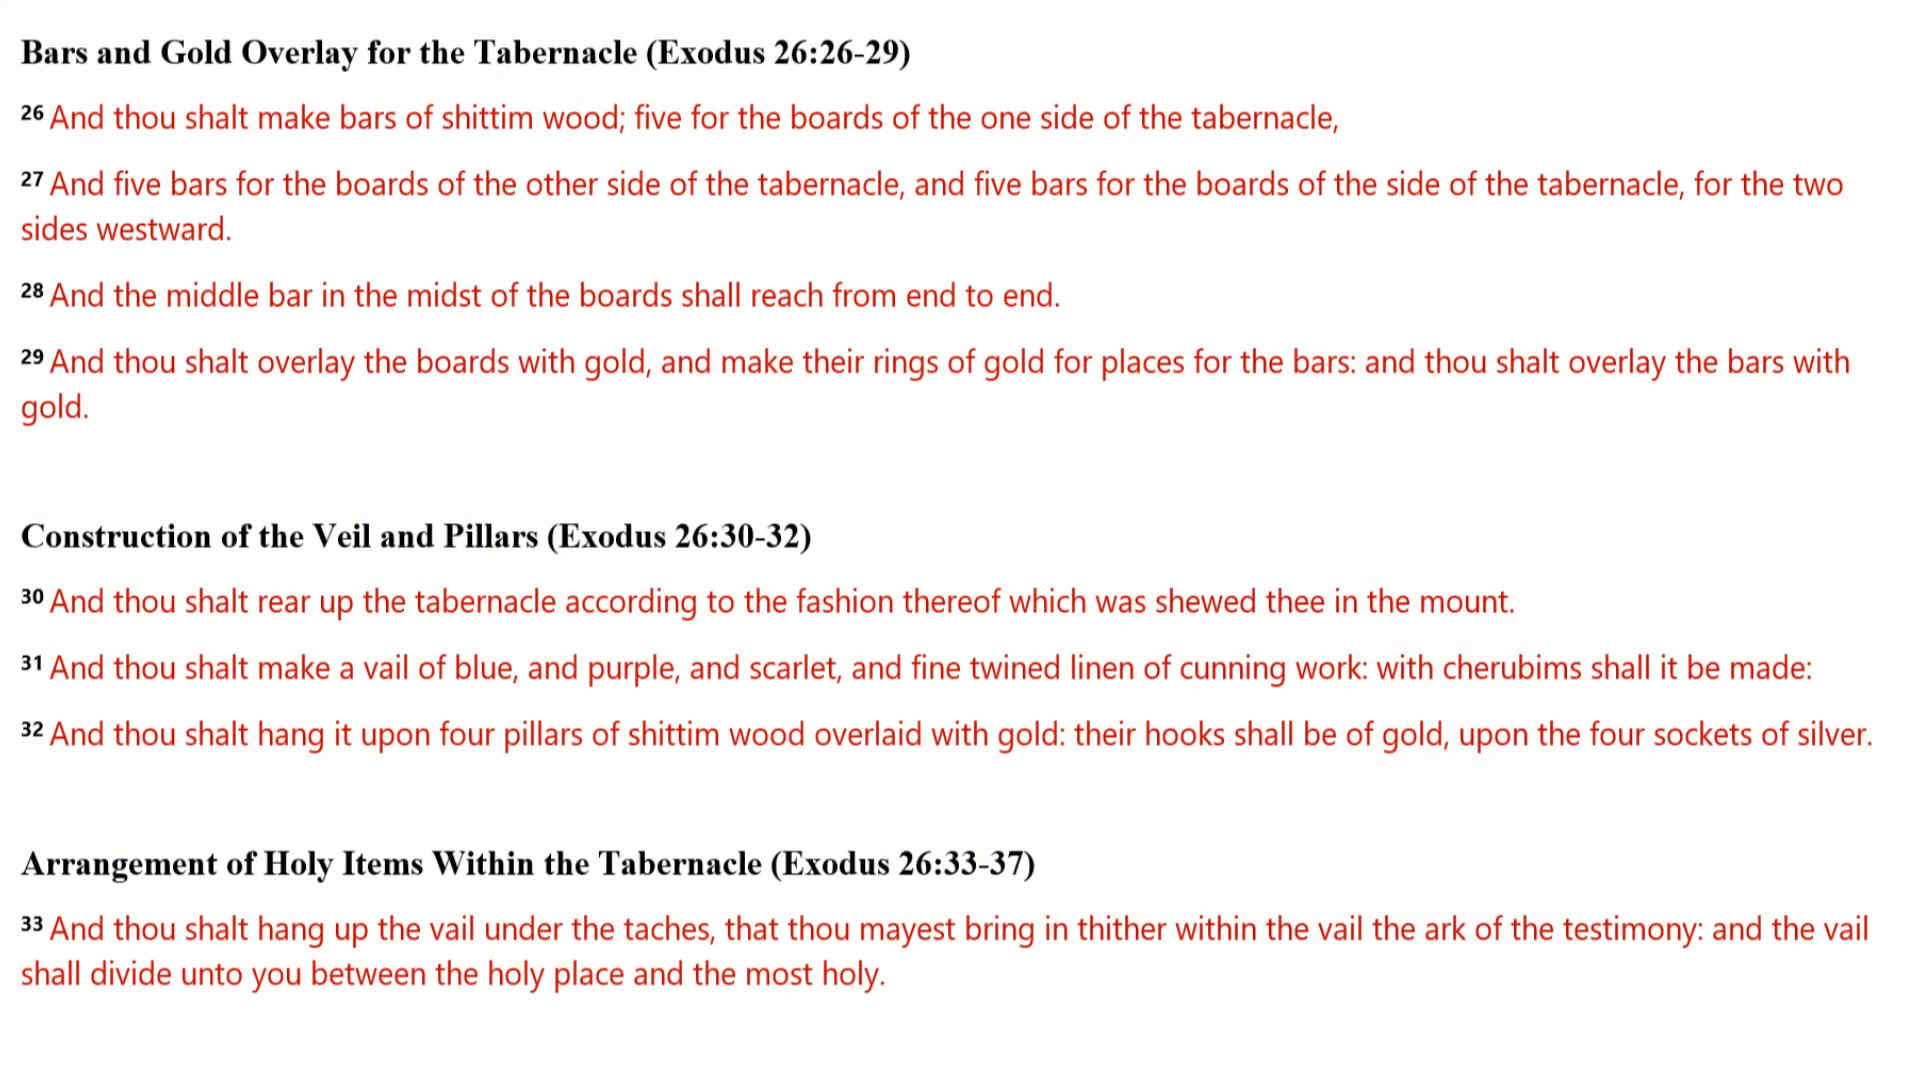 Bars and Gold Overlay for the Tabernacle (Exodus 26:26-29)
26 And thou shalt make bars of shittim wood; five for the boards of the one side of the tabernacle,
27 And five bars for the boards of the other side of the tabernacle, and five bars for the boards of the side of the tabernacle, for the two
sides westward.
28 And the middle bar in the midst of the boards shall reach from end to end.
29 And thou shalt overlay the boards with gold, and make their rings of gold for places for the bars: and thou shalt overlay the bars with
gold.
Construction of the Veil and Pillars (Exodus 26:30-32)
30 And thou shalt rear up the tabernacle according to the fashion thereof which was shewed thee in the mount.
31 And thou shalt make a vail of blue, and purple, and scarlet, and fine twined linen of cunning work: with cherubims shall it be made:
32 And thou shalt hang it upon four pillars of shittim wood overlaid with gold: their hooks shall be of gold, upon the four sockets of silver.
Arrangement of Holy Items Within the Tabernacle (Exodus 26:33-37)
33 And thou shalt hang up the vail under the taches, that thou mayest bring in thither within the vail the ark of the testimony: and the vail
shall divide unto you between the holy place and the most holy.